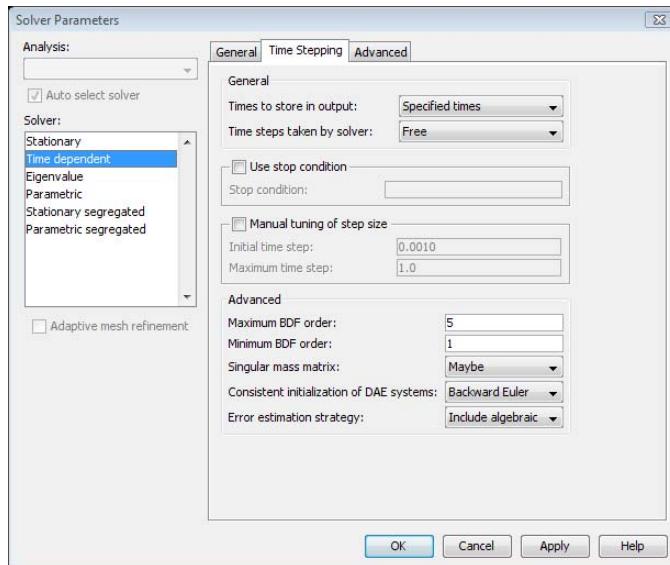 Solver Parameters
Analysis:
Auto select solver
Solver:
Stationary
Time dependent
Eigenvalue
Parametric
Stationary segregated
Parametric segregated
Adaptive mesh refinement
General Time Stepping Advanced
General
Times to store in output: Specified times
Time steps taken by solver: Free
Use stop condition
Stop condition:
Manual tuning of step size
Initial time step: 0.0010
Maximum time step: 1.0
Advanced
Maximum BDF order: 5
Minimum BDF order: 1
Singular mass matrix: Maybe
Consistent initialization of DAE systems: Backward Euler
Error estimation strategy: Include algebraic
OK Cancel Apply Help